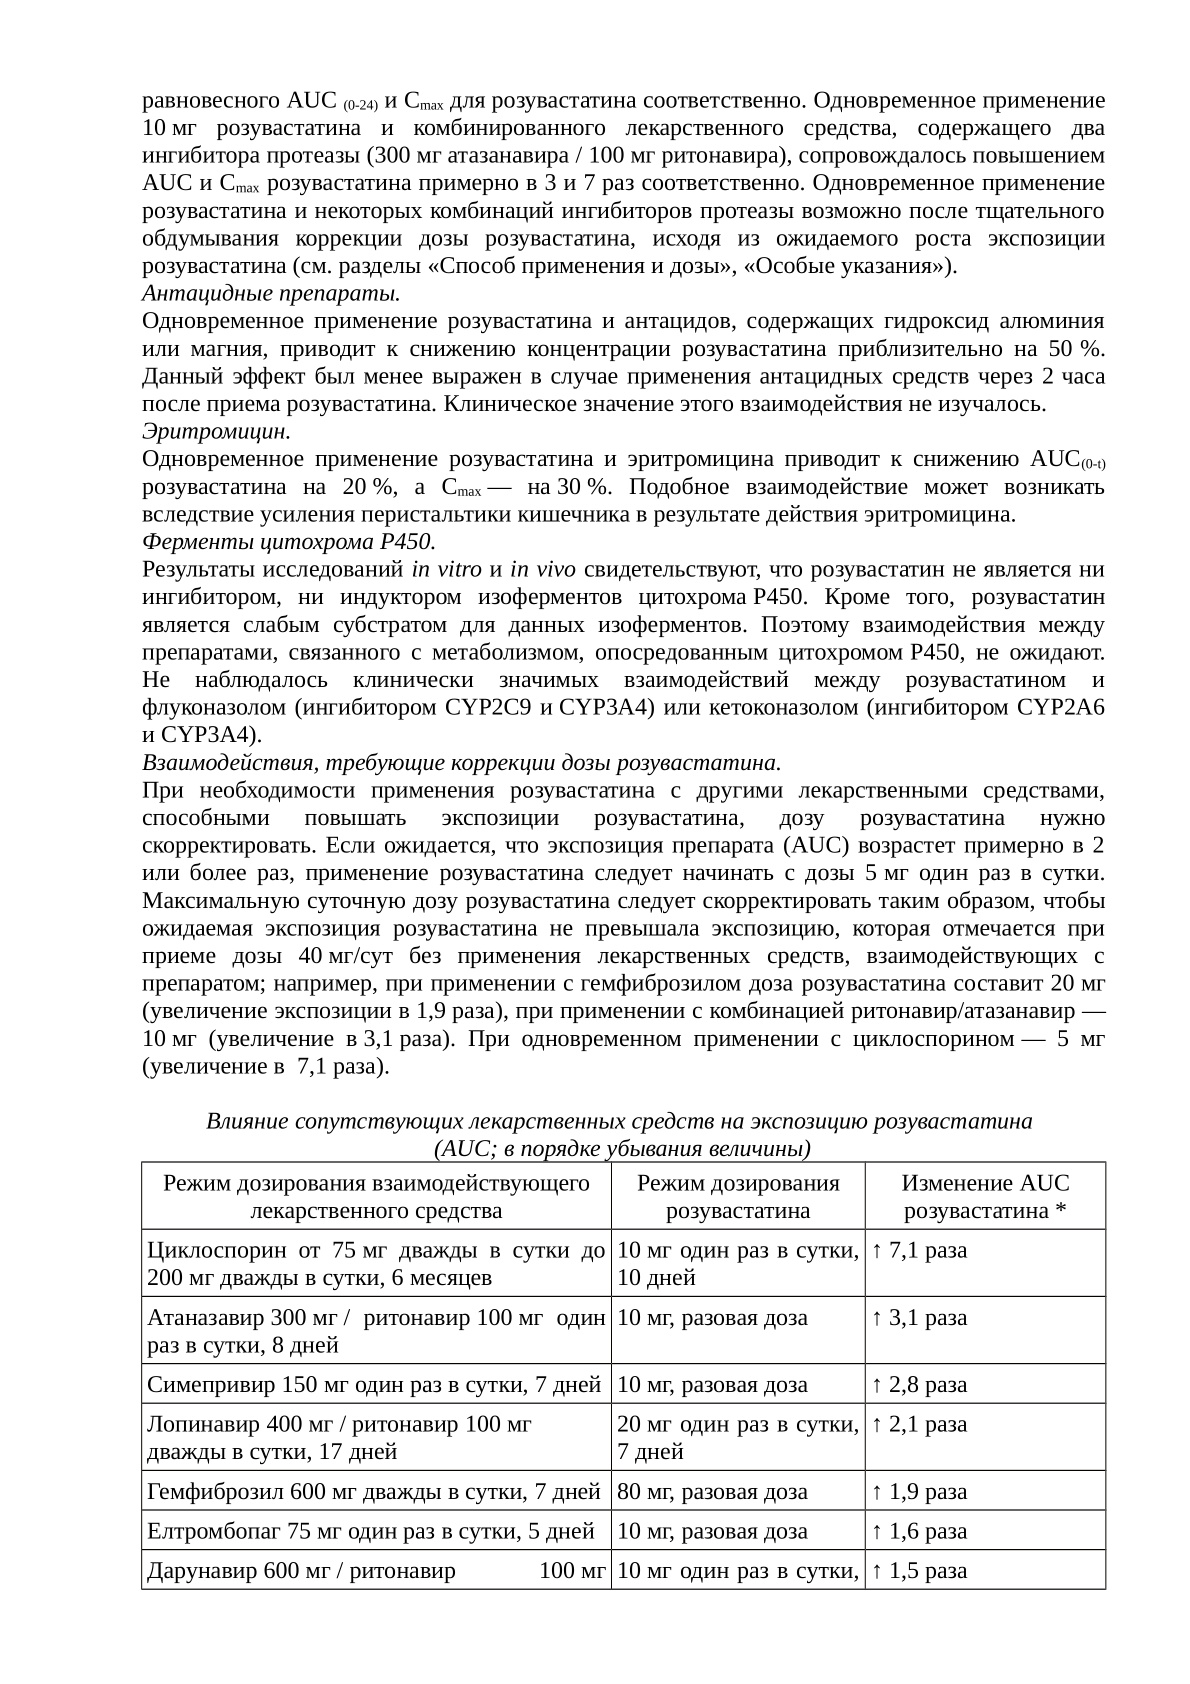 равновесного AUC (0-24) и Cmax для розувастатина соответственно. Одновременное применение
10 мг розувастатина и комбинированного лекарственного средства, содержащего два
ингибитора протеазы (300 мг атазанавира / 100 мг ритонавира), сопровождалось повышением
AUC и Cmax розувастатина примерно в 3 и 7 раз соответственно. Одновременное применение
розувастатина и некоторых комбинаций ингибиторов протеазы возможно после тщательного
обдумывания коррекции дозы розувастатина, исходя из ожидаемого роста экспозиции
розувастатина (см. разделы «Способ применения и дозы», «Особые указания»).
Антацидные препараты.
Одновременное применение розувастатина и антацидов, содержащих гидроксид алюминия
или магния, приводит к снижению концентрации розувастатина приблизительно на 50 %.
Данный эффект был менее выражен в случае применения антацидных средств через 2 часа
после приема розувастатина. Клиническое значение этого взаимодействия не изучалось.
Эритромицин.
Одновременное применение розувастатина и эритромицина приводит к снижению AUC(0-t)
розувастатина на 20 %, а Cmax — на 30 %. Подобное взаимодействие может возникать
вследствие усиления перистальтики кишечника в результате действия эритромицина.
Ферменты цитохрома Р450.
Результаты исследований in vitro и in vivo свидетельствуют, что розувастатин не является ни
ингибитором, ни индуктором изоферментов цитохрома Р450. Кроме того, розувастатин
является слабым субстратом для данных изоферментов. Поэтому взаимодействия между
препаратами, связанного с метаболизмом, опосредованным цитохромом Р450, не ожидают.
Не наблюдалось клинически значимых взаимодействий между розувастатином и
флуконазолом (ингибитором CYP2C9 и CYP3A4) или кетоконазолом (ингибитором CYP2A6
и CYP3A4).
Взаимодействия, требующие коррекции дозы розувастатина.
При необходимости применения розувастатина с другими лекарственными средствами,
способными повышать экспозиции розувастатина, дозу розувастатина нужно
скорректировать. Если ожидается, что экспозиция препарата (AUC) возрастет примерно в 2
или более раз, применение розувастатина следует начинать с дозы 5 мг один раз в сутки.
Максимальную суточную дозу розувастатина следует скорректировать таким образом, чтобы
ожидаемая экспозиция розувастатина не превышала экспозицию, которая отмечается при
приеме дозы 40 мг/сут без применения лекарственных средств, взаимодействующих с
препаратом; например, при применении с гемфиброзилом доза розувастатина составит 20 мг
(увеличение экспозиции в 1,9 раза), при применении с комбинацией ритонавир/атазанавир —
10 мг (увеличение в 3,1 раза). При одновременном применении с циклоспорином — 5 мг
(увеличение в 7,1 раза).
Влияние сопутствующих лекарственных средств на экспозицию розувастатина
(AUC; в порядке убывания величины)
Режим дозирования взаимодействующего
лекарственного средства
Режим дозирования
розувастатина
Изменение AUC
розувастатина *
Циклоспорин от 75 мг дважды в сутки до
200 мг дважды в сутки, 6 месяцев
10 мг один раз в сутки,
10 дней
↑ 7,1 раза
Атаназавир 300 мг / ритонавир 100 мг один
раз в сутки, 8 дней
10 мг, разовая доза
↑ 3,1 раза
Симепривир 150 мг один раз в сутки, 7 дней
10 мг, разовая доза
↑ 2,8 раза
Лопинавир 400 мг / ритонавир 100 мг
дважды в сутки, 17 дней
20 мг один раз в сутки,
7 дней
↑ 2,1 раза
Гемфиброзил 600 мг дважды в сутки, 7 дней
80 мг, разовая доза
↑ 1,9 раза
Елтромбопаг 75 мг один раз в сутки, 5 дней
10 мг, разовая доза
↑ 1,6 раза
Дарунавир 600 мг / ритонавир 100 мг
10 мг один раз в сутки,
↑ 1,5 раза